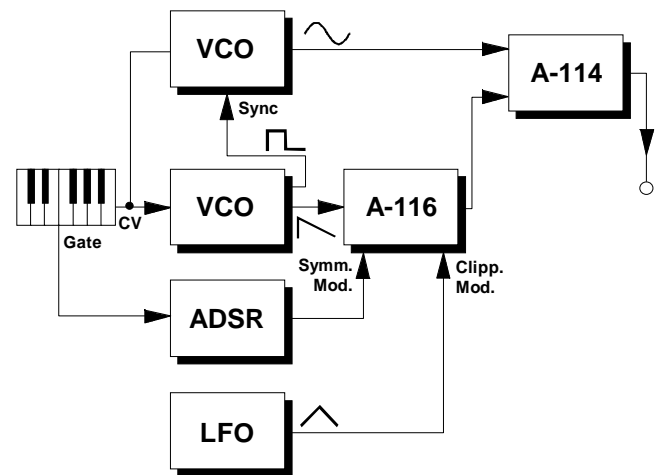 VCO
A-114
Sync
VCO
A-116
CV
Gate
Symm.
Mod.
Clipp.
Mod.
ADSR
LFO